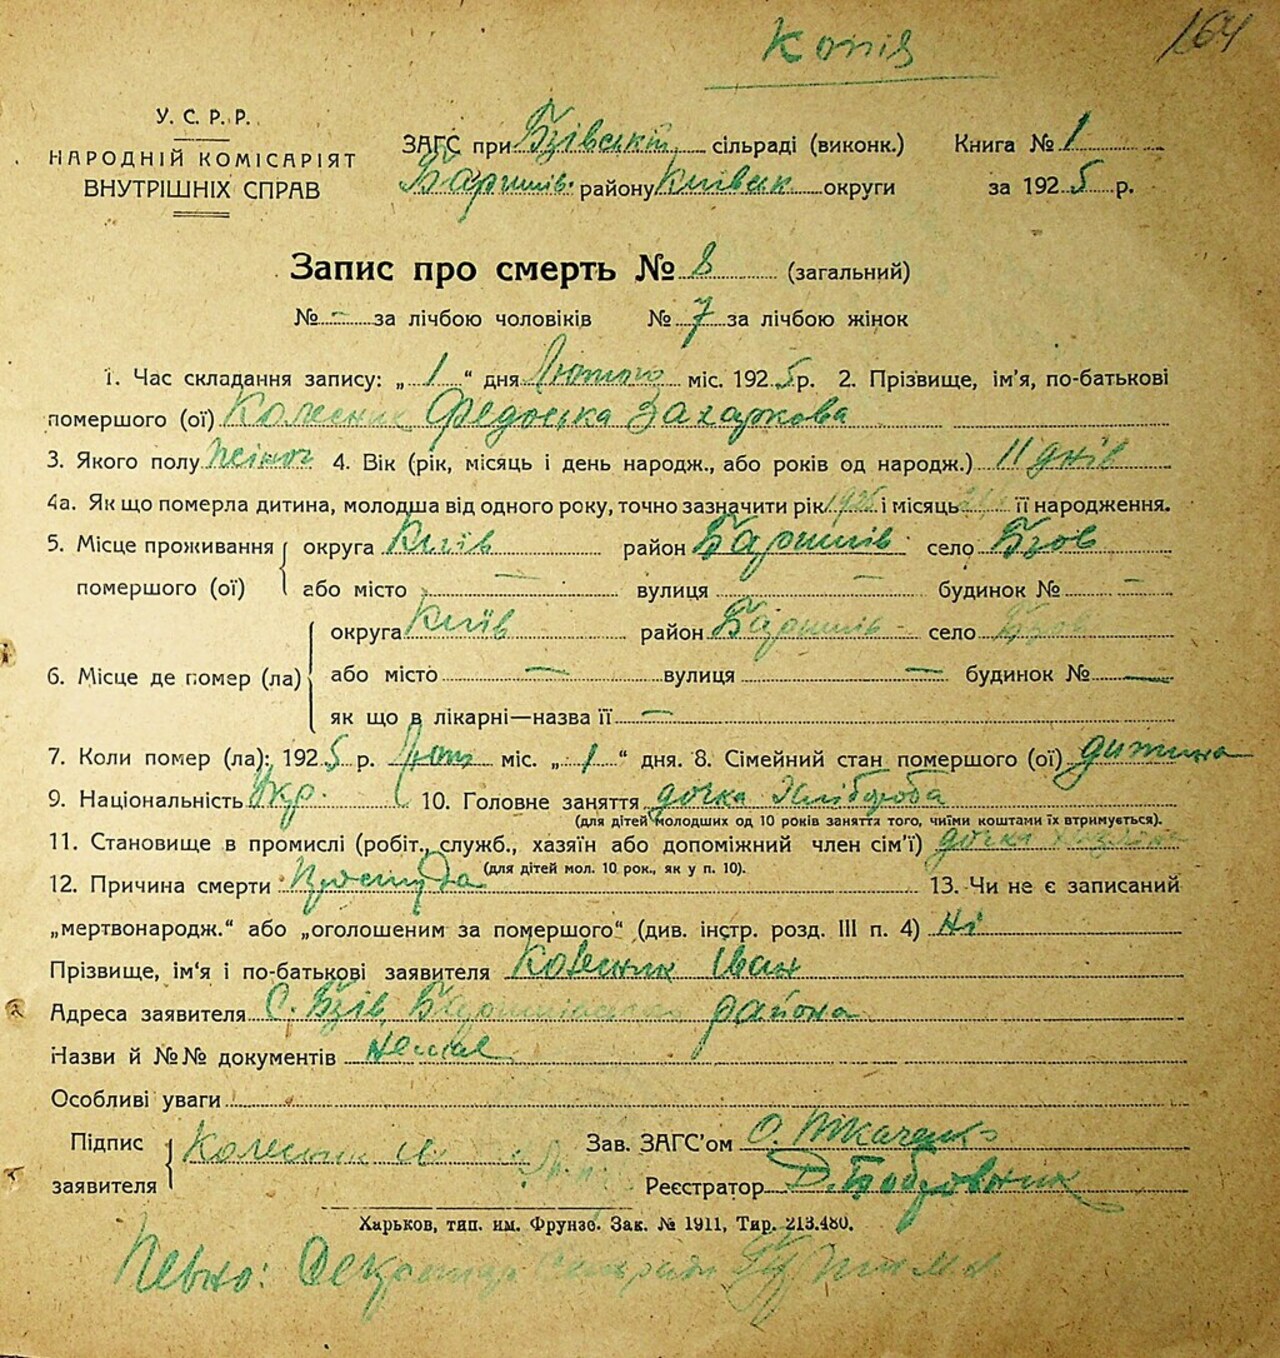 Копія
164
У. С. Р. Р.
НАРОДНІЙ КОМІСАРІЯТ
ВНУТРІШНІХ СПРАВ
ЗАГС при Бзівській сільраді (виконк.) Книга № 1
Баришів. району Київськ округи за 1925 р.
Запис про смерть № 8 (загальний)
№ - за лічбою чоловіків № 7 за лічбою жінок
1. Час складання запису: „ 1 “ дня Лютого міс. 1925 р. 2. Прізвище, ім'я, по-батькові
помершого (ої) Колесник Федоська Захаркова
3. Якого полу жіноч 4. Вік (рік, місяць і день народж., або років од народж.) 11 днів
4а. Як що померла дитина, молодша від одного року, точно зазначити рік 1925 і місяць її народження.
5. Місце проживання помершого (ої) округа Київ район Баришів село Бзов
або місто — вулиця — будинок № —
6. Місце де помер (ла) округа Київ район Баришів - село Бзов
або місто — вулиця — будинок № —
як що в лікарні—назва її —
7. Коли помер (ла): 1925 р. Лют міс. „ 1 “ дня. 8. Сімейний стан помершого (ої) дитина
9. Національність Укр. 10. Головне заняття дочка Хлібороба
(для дітей молодших од 10 років заняття того, чиїми коштами їх втримується).
11. Становище в промислі (робіт., служб., хазяїн або допоміжний член сім'ї) дочка
(для дітей мол. 10 рок., як у п. 10).
12. Причина смерти Простуда 13. Чи не є записаний
„мертвонародж.“ або „оголошеним за помершого“ (див. інстр. розд. III п. 4) Ні
Прізвище, ім'я і по-батькові заявителя Колесник Іван
Адреса заявителя С. Бзів, Баришівського района
Назви й №№ документів немає
Особливі уваги
Підпис заявителя Колесник
Зав. ЗАГС'ом О. Ткаченко
Реєстратор Д. Бобровник
Харьков, тип. им. Фрунзе. Зак. № 1911, Тир. 213.480.
Певно: Секретар